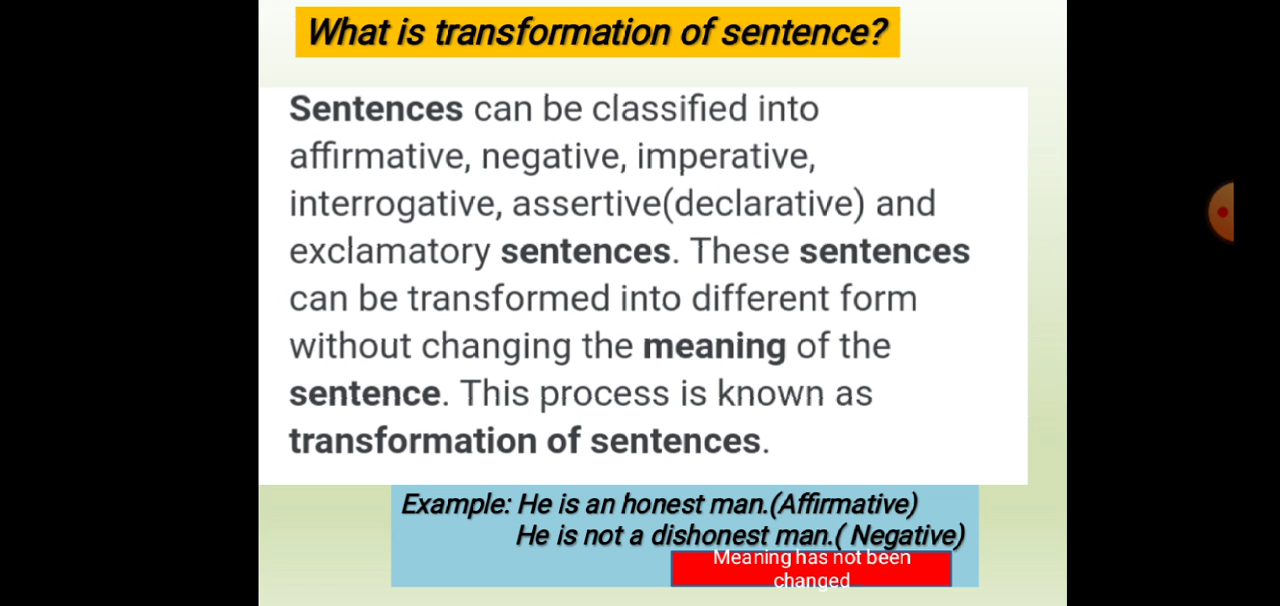 What is transformation of sentence?
Sentences can be classified into
affirmative, negative, imperative,
interrogative, assertive(declarative) and
exclamatory sentences. These sentences
can be transformed into different form
without changing the meaning of the
sentence. This process is known as
transformation of sentences.
Example: He is an honest man.(Affirmative)
He is not a dishonest man.( Negative)
Meaning has not been
changed